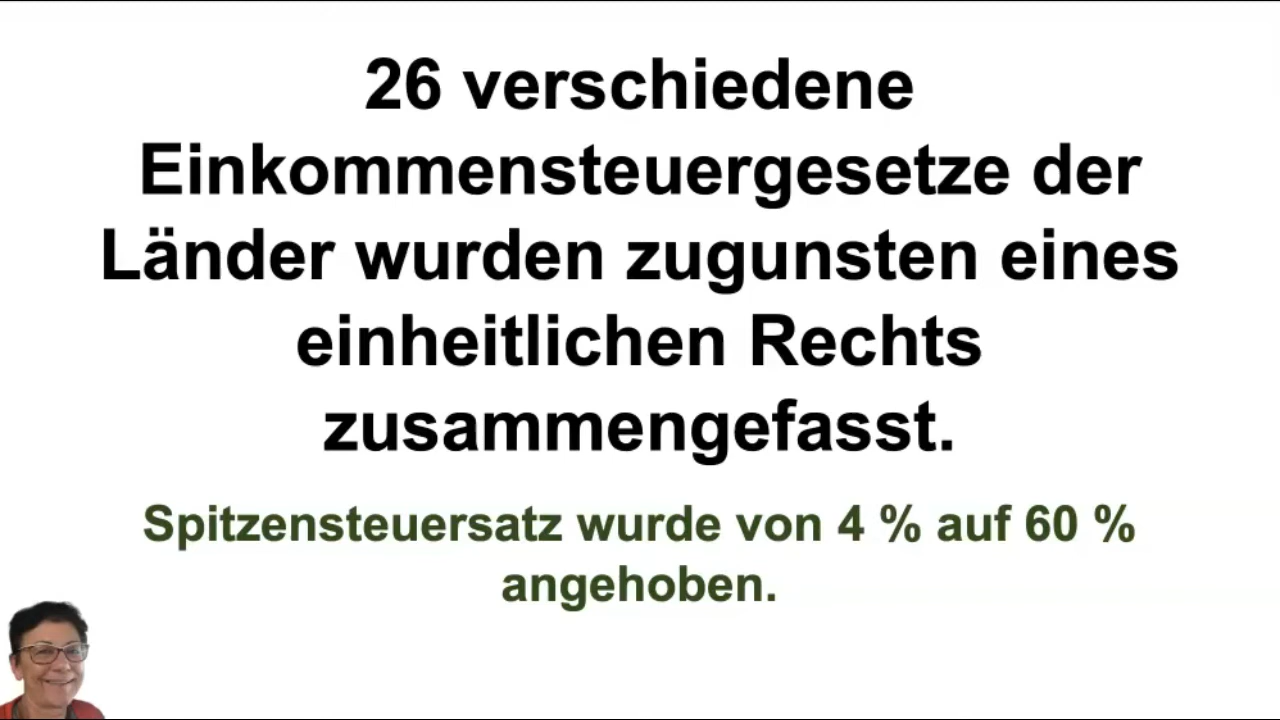 26 verschiedene
Einkommensteuergesetze der
Länder wurden zugunsten eines
einheitlichen Rechts
zusammengefasst.
Spitzensteuersatz wurde von 4 % auf 60 %
angehoben.